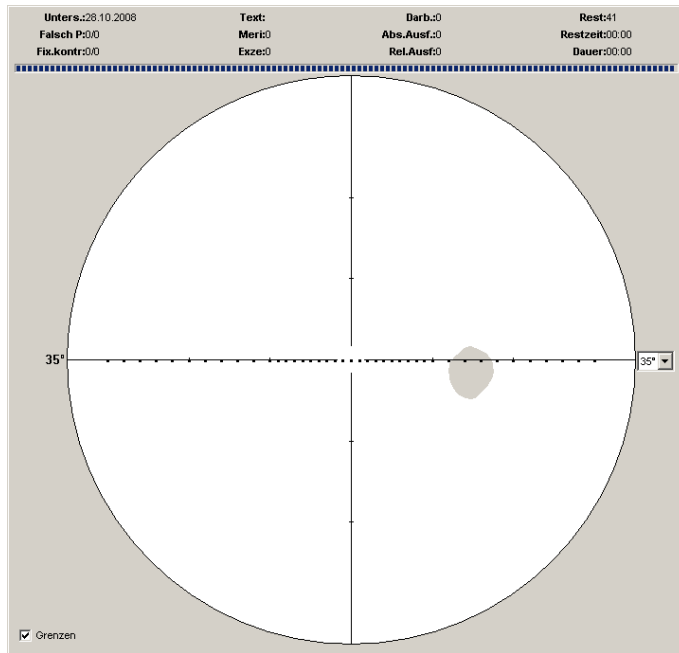 Unters.:28.10.2008 Text: Darb.:0 Rest:41
Falsch P:0/0 Meri:0 Abs.Ausf.:0 Restzeit:00:00
Fix.kontr:0/0 Exze:0 Rel.Ausf:0 Dauer:00:00
35° 35°
Grenzen